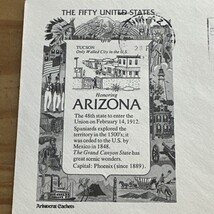 THE FIFTY UNITED STATES
TUCSON
Only Walled City in the U.S.
Honoring
ARIZONA
The 48th state to enter the
Union on February 14, 1912.
Spaniards explored the
territory in the 1500's; it
was ceded to the U.S. by
Mexico in 1848.
The Grand Canyon State has
great scenic wonders.
Capital: Phoenix (since 1889).
Aristocrat Cachets